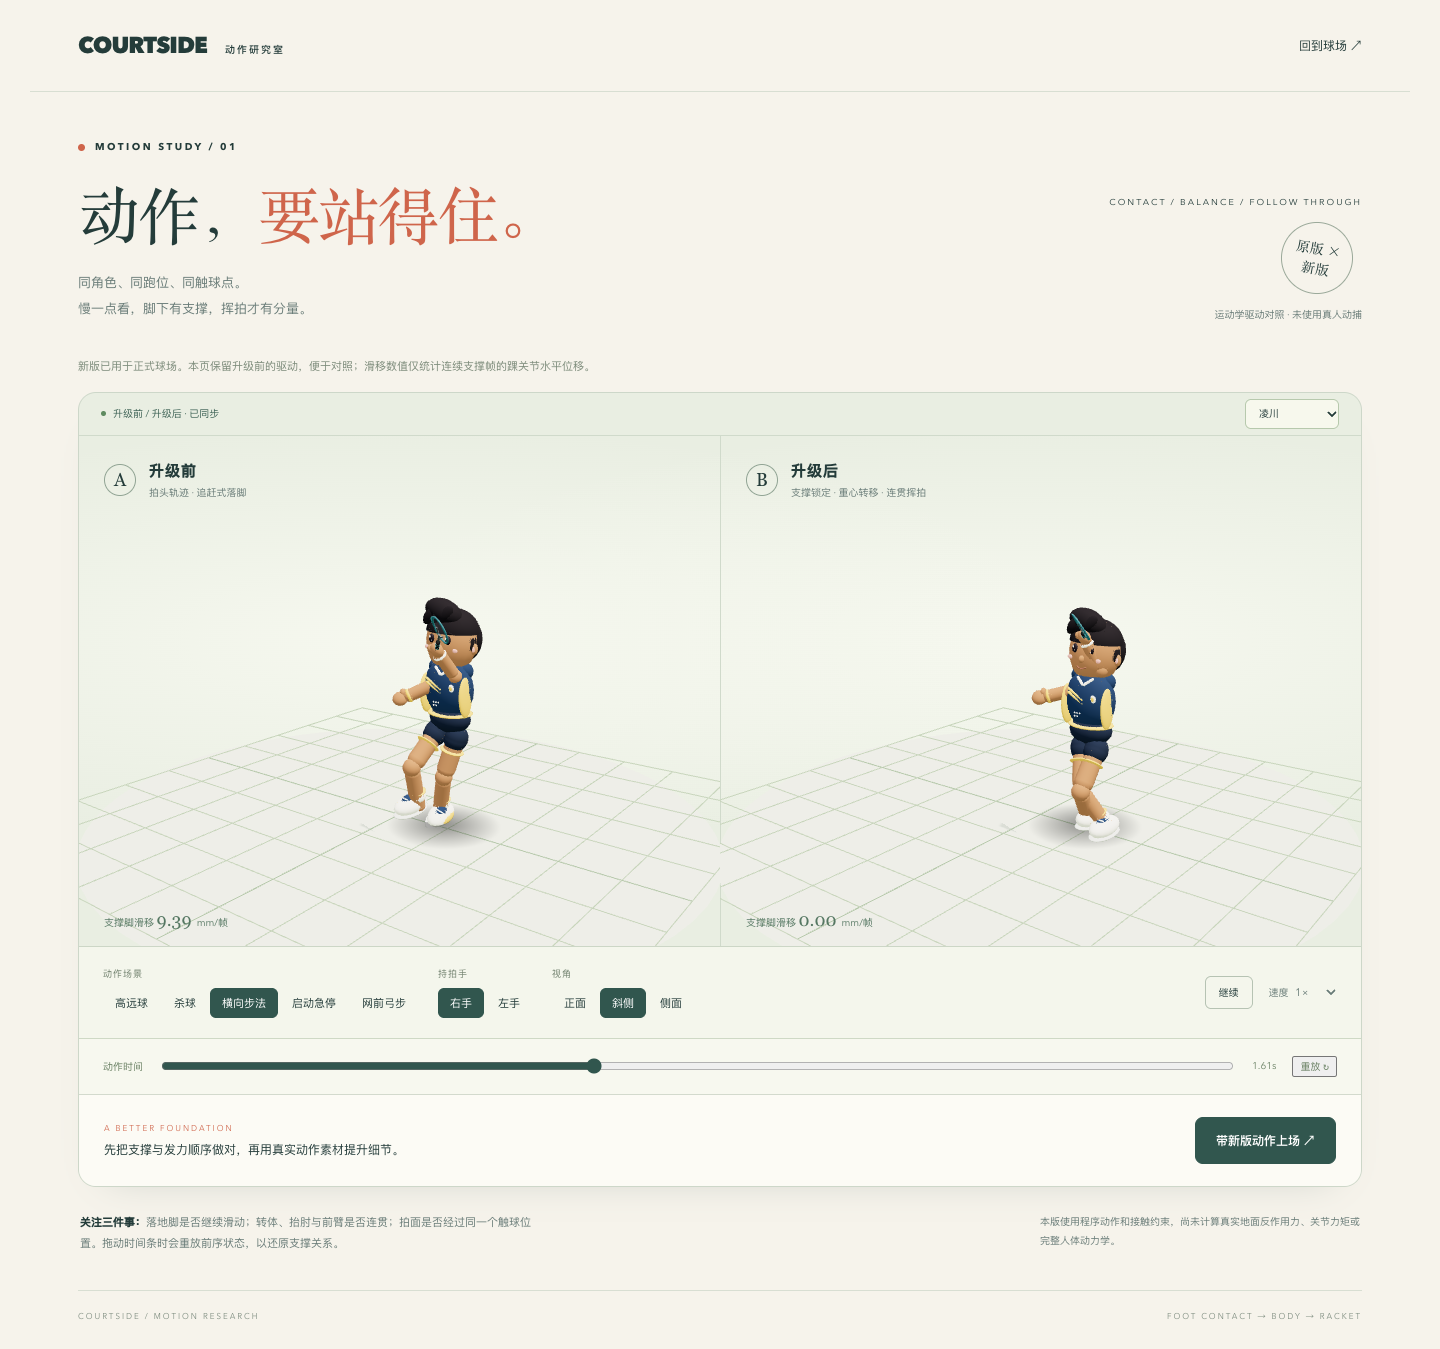 COURTSIDE 动作研究室
回到球场 ↗
MOTION STUDY / 01
动作，要站得住。
同角色、同跑位、同触球点。
慢一点看，脚下有支撑，挥拍才有分量。
CONTACT / BALANCE / FOLLOW THROUGH
原版 ×
新版
运动学驱动对照 · 未使用真人动捕
新版已用于正式球场。本页保留升级前的驱动，便于对照；滑移数值仅统计连续支撑帧的踝关节水平位移。
升级前 / 升级后 · 已同步
凌川
A 升级前
拍头轨迹 · 追赶式落脚
支撑脚滑移 9.39 mm/帧
B 升级后
支撑锁定 · 重心转移 · 连贯挥拍
支撑脚滑移 0.00 mm/帧
动作场景
高远球 杀球 横向步法 启动急停 网前弓步
持拍手
右手 左手
视角
正面 斜侧 侧面
继续
速度 1×
动作时间
1.61s
重放 ↻
A BETTER FOUNDATION
先把支撑与发力顺序做对，再用真实动作素材提升细节。
带新版动作上场 ↗
关注三件事：落地脚是否继续滑动；转体、抬肘与前臂是否连贯；拍面是否经过同一个触球位
置。拖动时间条时会重放前序状态，以还原支撑关系。
本版使用程序动作和接触约束，尚未计算真实地面反作用力、关节力矩或
完整人体动力学。
COURTSIDE / MOTION RESEARCH
FOOT CONTACT → BODY → RACKET